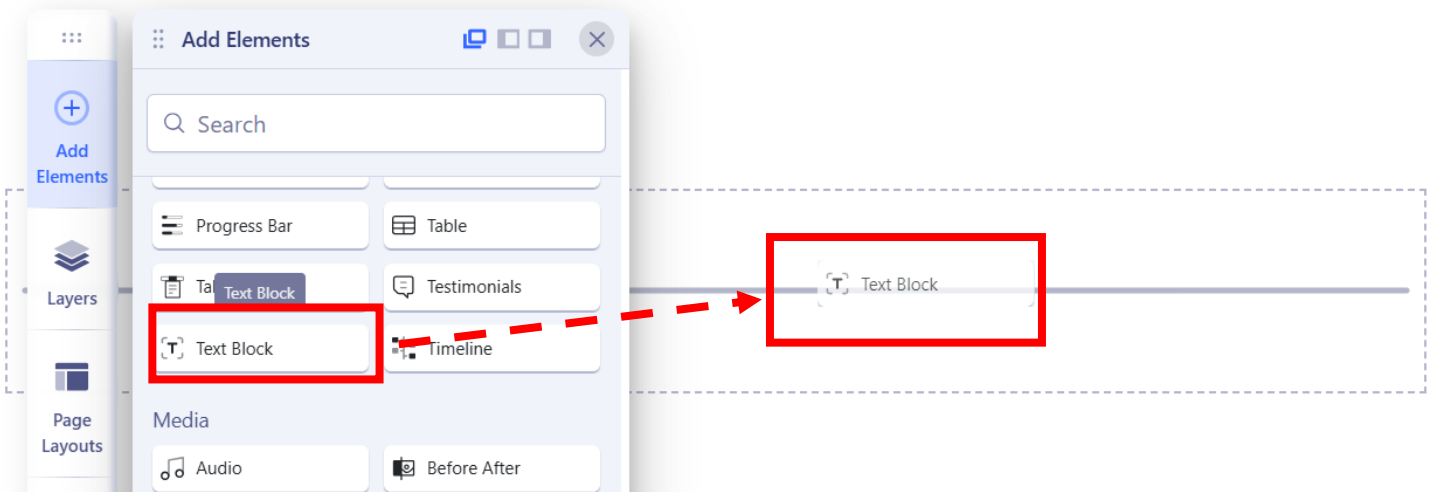 Add Elements
Search
Add
Elements
Progress Bar
Table
Tal
Text Block
Testimonials
Layers
Text Block
Text Block
Timeline
Page
Layouts
Media
Audio
Before After